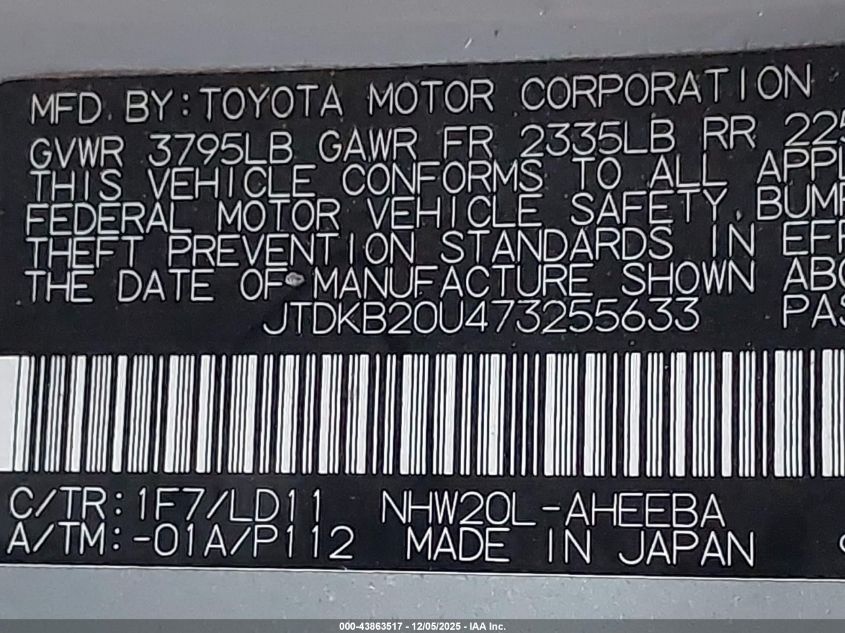 MFD. BY:TOYOTA MOTOR CORPORATION
GVWR 3795LB GAWR FR 2335LB RR 225
THIS VEHICLE CONFORMS TO ALL APPL
FEDERAL MOTOR VEHICLE SAFETY, BUMP
THEFT PREVENTION STANDARDS IN EFF
THE DATE OF MANUFACTURE SHOWN ABO
JTDKB20U473255633 PAS
C/TR:1F7/LD11 NHW20L-AHEEBA
A/TM:-01A/P112 MADE IN JAPAN
000-43863517 - 12/05/2025 - IAA Inc.